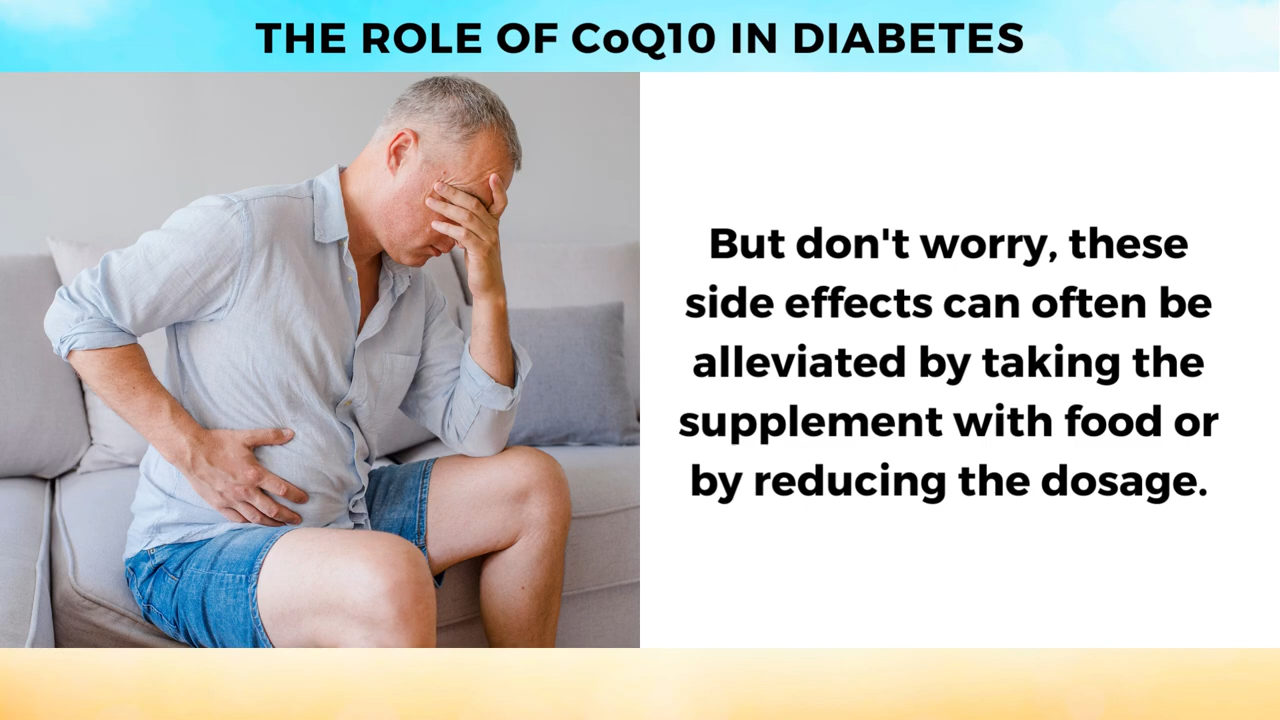 THE ROLE OF CoQ10 IN DIABETES
But don't worry, these
side effects can often be
alleviated by taking the
supplement with food or
by reducing the dosage.